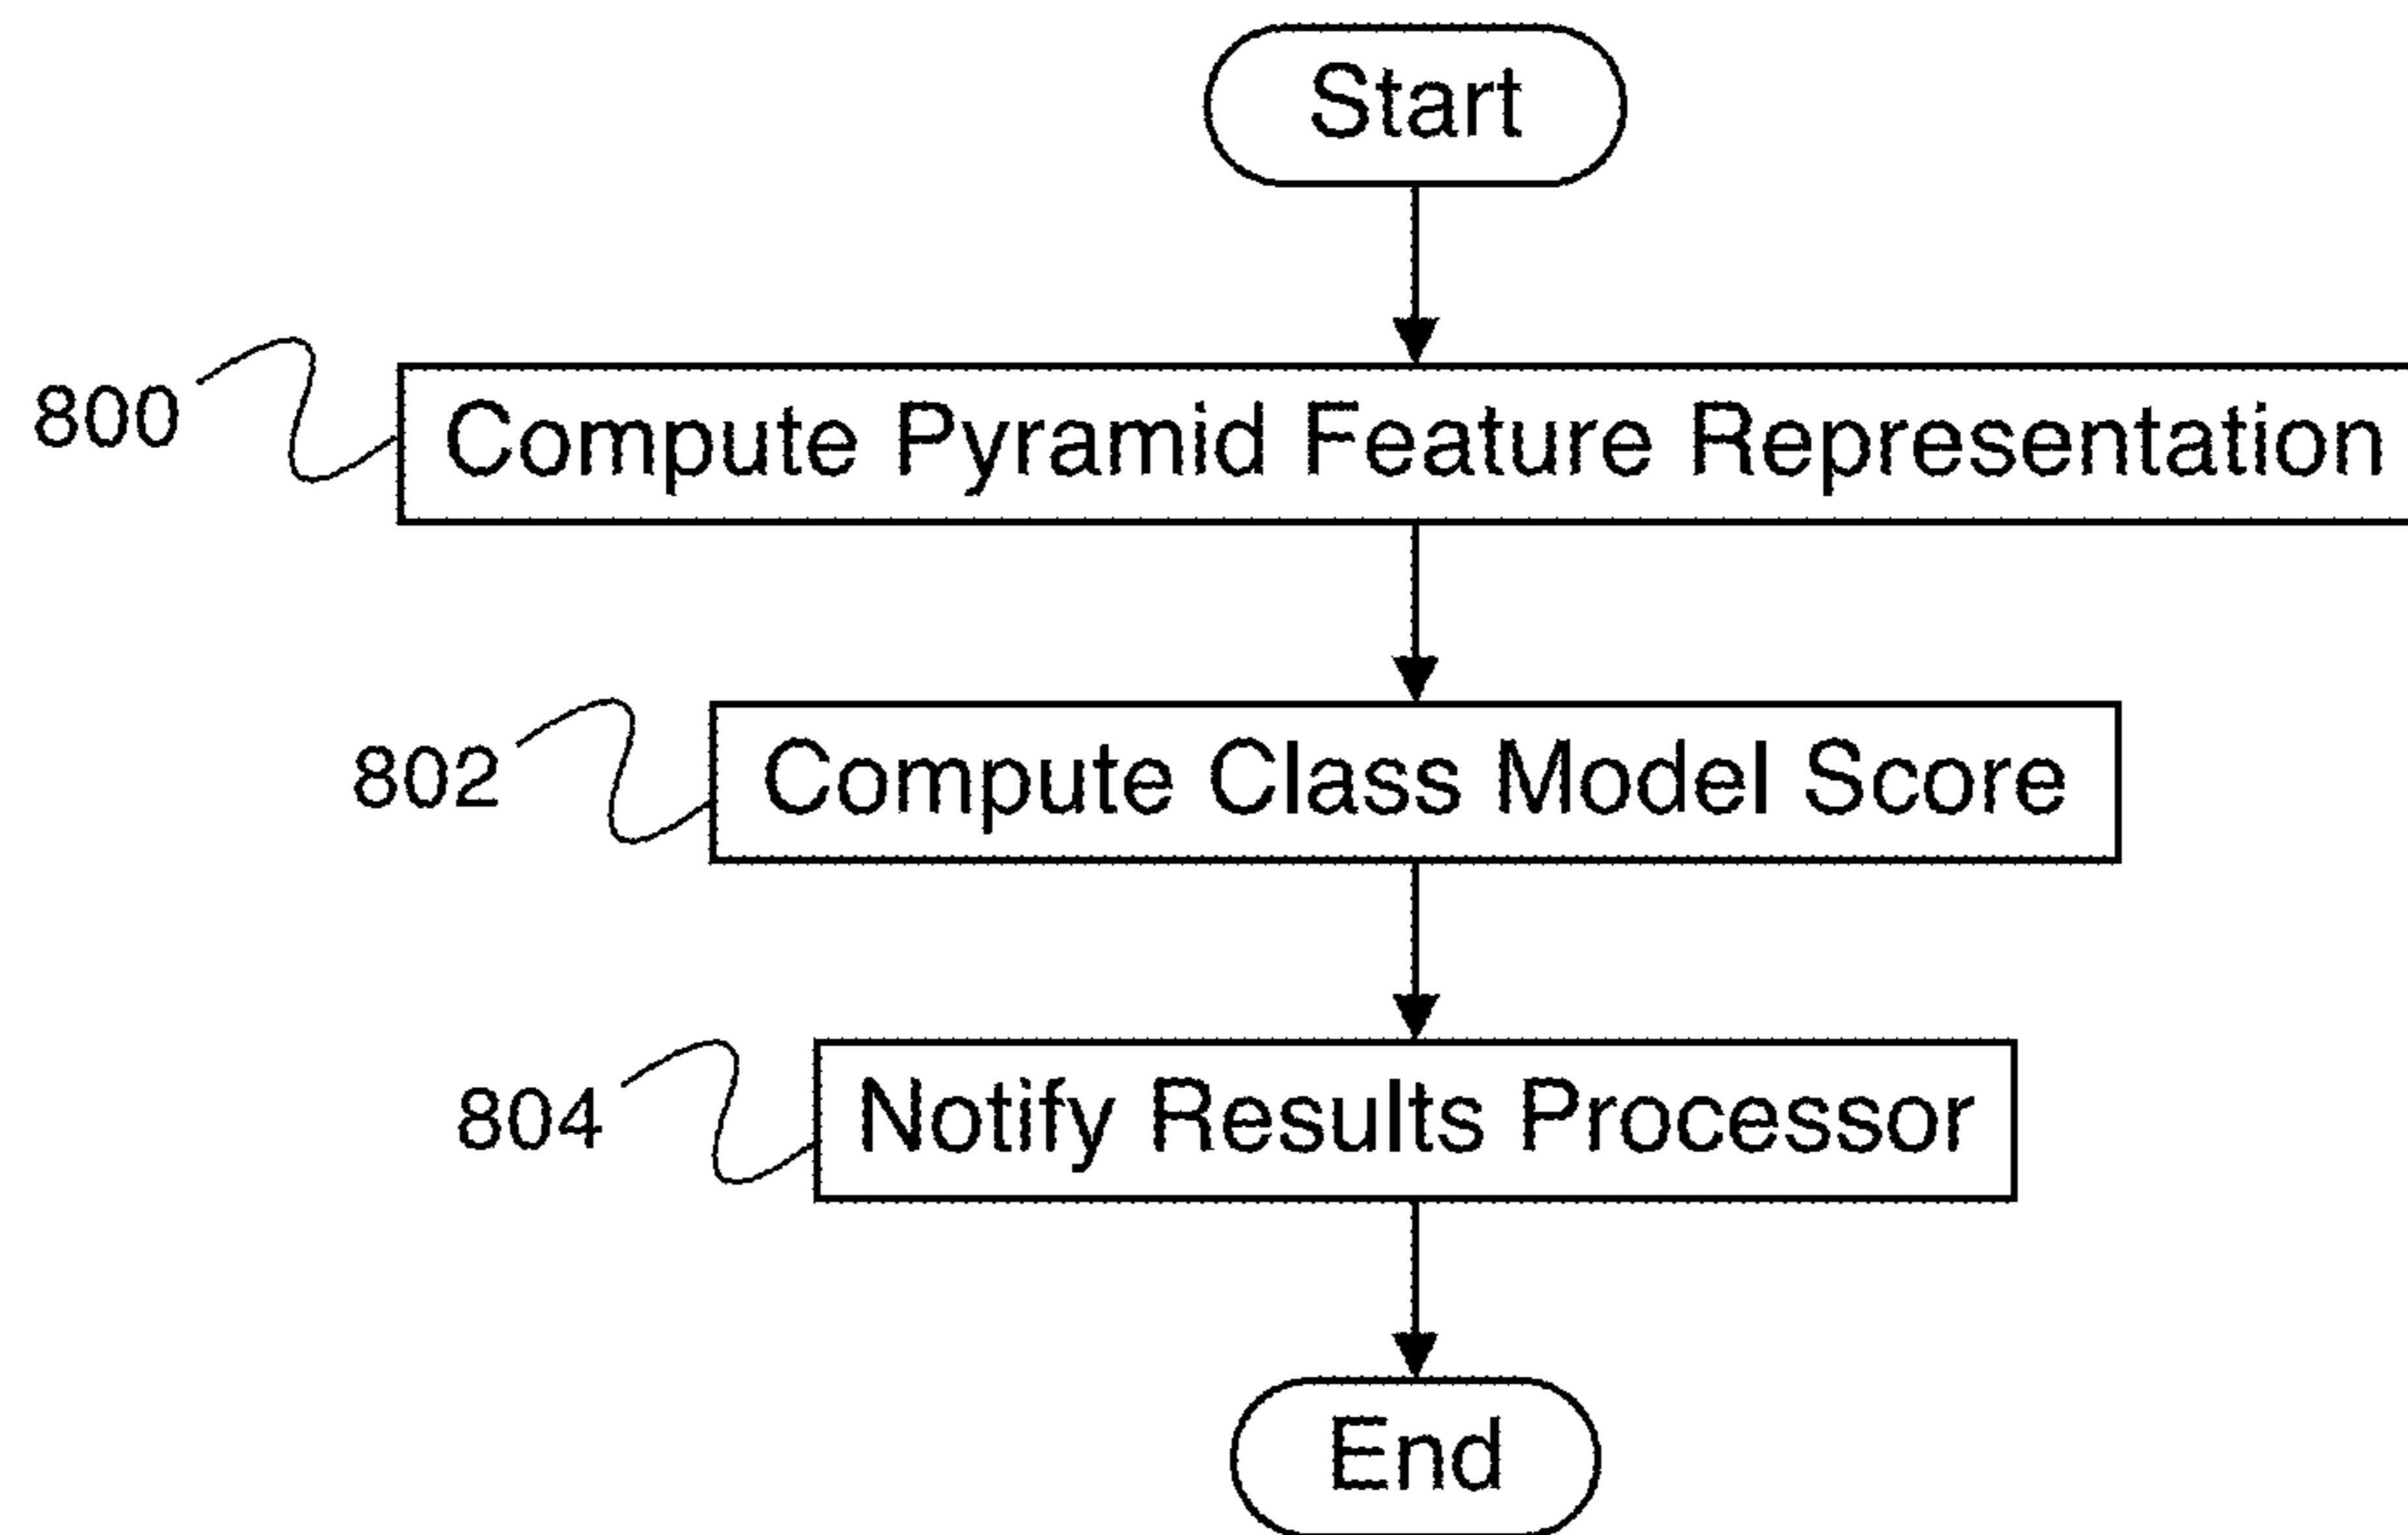 Start
800
Compute Pyramid Feature Representation
802
Compute Class Model Score
804
Notify Results Processor
End